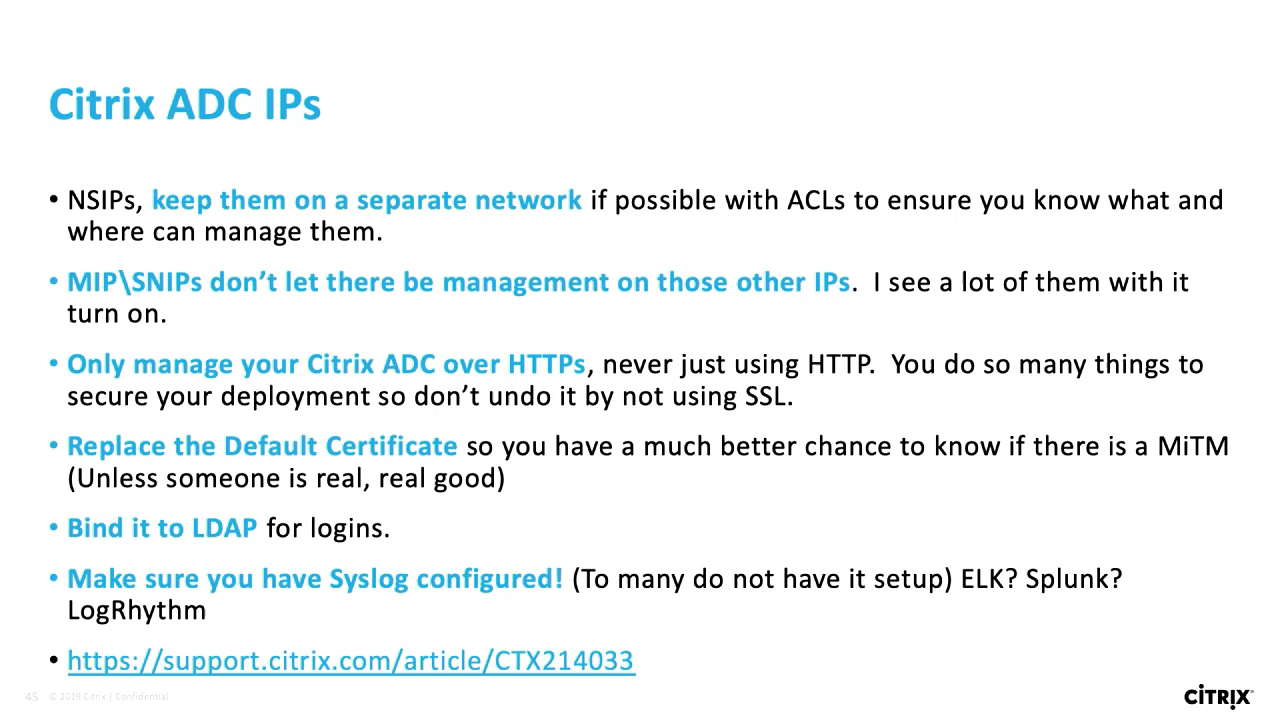 Citrix ADC IPs
• NSIPs, keep them on a separate network if possible with ACLs to ensure you know what and
where can manage them.
• MIP\SNIPs don’t let there be management on those other IPs.  I see a lot of them with it
turn on.
• Only manage your Citrix ADC over HTTPs, never just using HTTP.  You do so many things to
secure your deployment so don’t undo it by not using SSL.
• Replace the Default Certificate so you have a much better chance to know if there is a MiTM
(Unless someone is real, real good)
• Bind it to LDAP for logins.
• Make sure you have Syslog configured! (To many do not have it setup) ELK? Splunk?
LogRhythm
• https://support.citrix.com/article/CTX214033
45 © 2019 Citrix | Confidential
CİTRIX